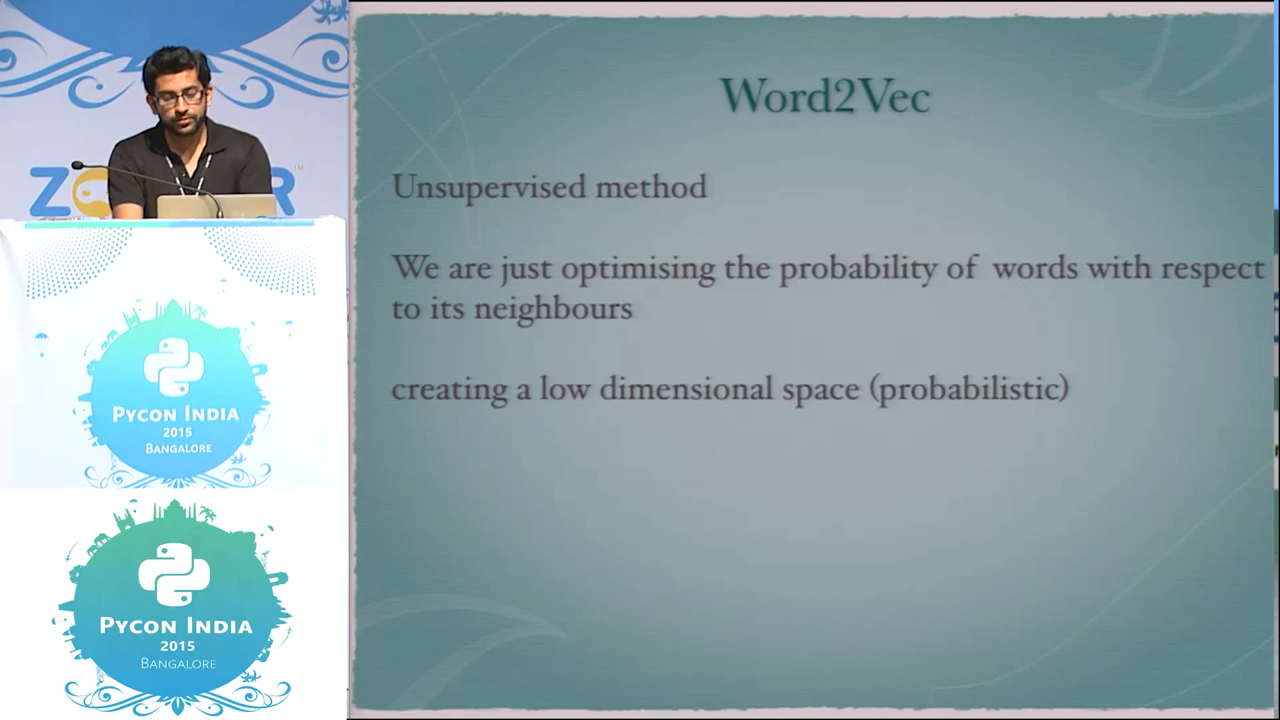 Word2Vec
Unsupervised method
We are just optimising the probability of words with respect
to its neighbours
creating a low dimensional space (probabilistic)
PYCON INDIA
2015
BANGALORE
PYCON INDIA
2015
BANGALORE